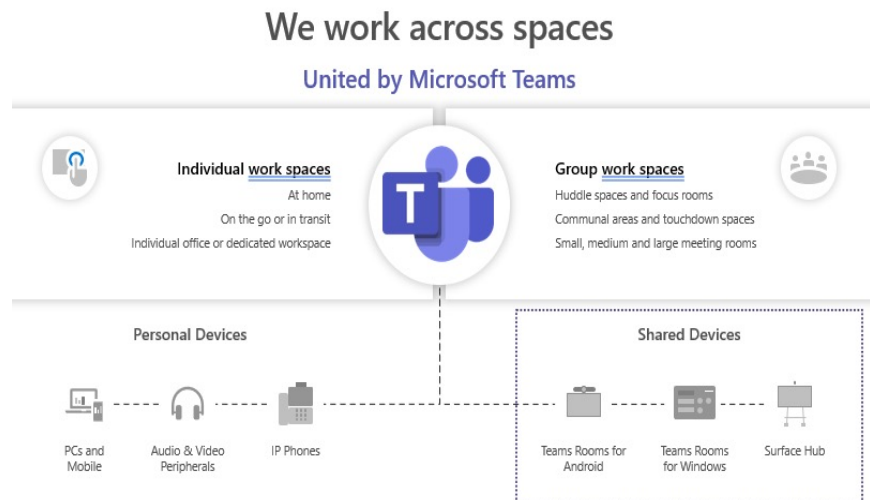 We work across spaces
United by Microsoft Teams
Individual work spaces
At home
On the go or in transit
Individual office or dedicated workspace
T
Group work spaces
Huddle spaces and focus rooms
Communal areas and touchdown spaces
Small, medium and large meeting rooms
Personal Devices
PCs and
Mobile
Audio & Video
Peripherals
IP Phones
Shared Devices
Teams Rooms for
Android
Teams Rooms
for Windows
Surface Hub